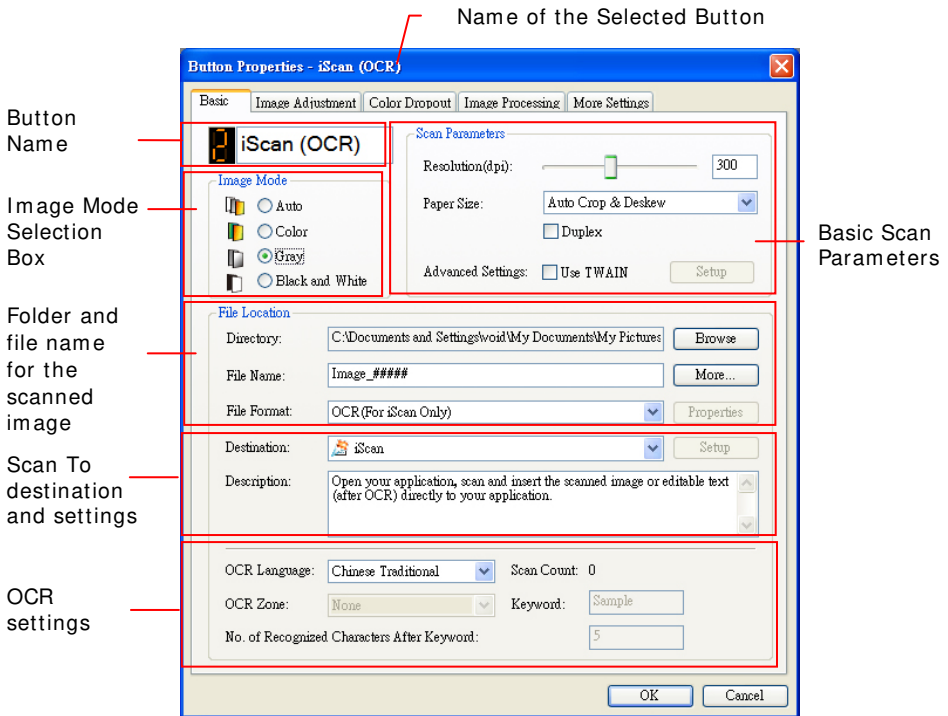 Name of the Selected Button
Button Properties - iScan (OCR)
Basic Image Adjustment Color Dropout Image Processing More Settings
Button
Name
2 iScan (OCR)
Image Mode
Selection
Box
Image Mode
Auto
Color
Gray
Black and White
Scan Parameters
Resolution(dpi): 300
Paper Size: Auto Crop & Deskew
Duplex
Advanced Settings: Use TWAIN Setup
Basic Scan
Parameters
Folder and
file name
for the
scanned
image
File Location
Directory: C:\Documents and Settings\void\My Documents\My Pictures Browse
File Name: Image_##### More...
File Format: OCR(For iScan Only) Properties
Scan To
destination
and settings
Destination: iScan Setup
Description: Open your application, scan and insert the scanned image or editable text
(after OCR) directly to your application.
OCR
settings
OCR Language: Chinese Traditional Scan Count: 0
OCR Zone: None Keyword: Sample
No. of Recognized Characters After Keyword: 5
OK Cancel